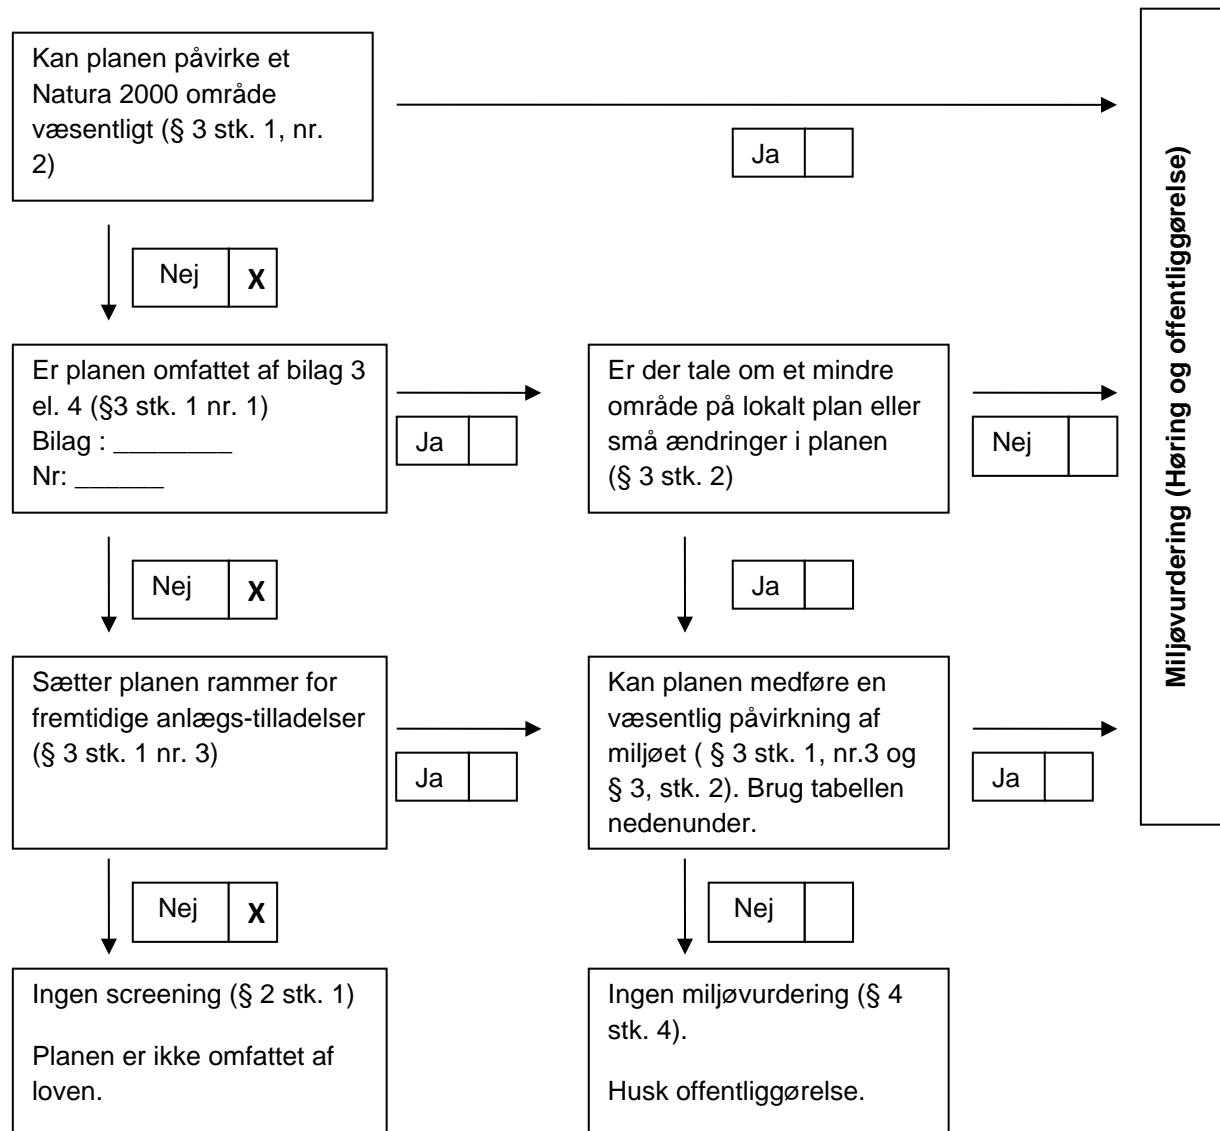 Kan planen påvirke et
Natura 2000 område
væsentligt (§ 3 stk. 1, nr.
2)
Ja
Nej X
Er planen omfattet af bilag 3
el. 4 (§3 stk. 1 nr. 1)
Bilag : ________
Nr: ______
Ja
Er der tale om et mindre
område på lokalt plan eller
små ændringer i planen
(§ 3 stk. 2)
Nej
Nej X
Ja
Sætter planen rammer for
fremtidige anlægs-tilladelser
(§ 3 stk. 1 nr. 3)
Ja
Kan planen medføre en
væsentlig påvirkning af
miljøet ( § 3 stk. 1, nr.3 og
§ 3, stk. 2). Brug tabellen
nedenunder.
Ja
Nej X
Nej
Ingen screening (§ 2 stk. 1)
Planen er ikke omfattet af
loven.
Ingen miljøvurdering (§ 4
stk. 4).
Husk offentliggørelse.
Miljøvurdering (Høring og offentliggørelse)